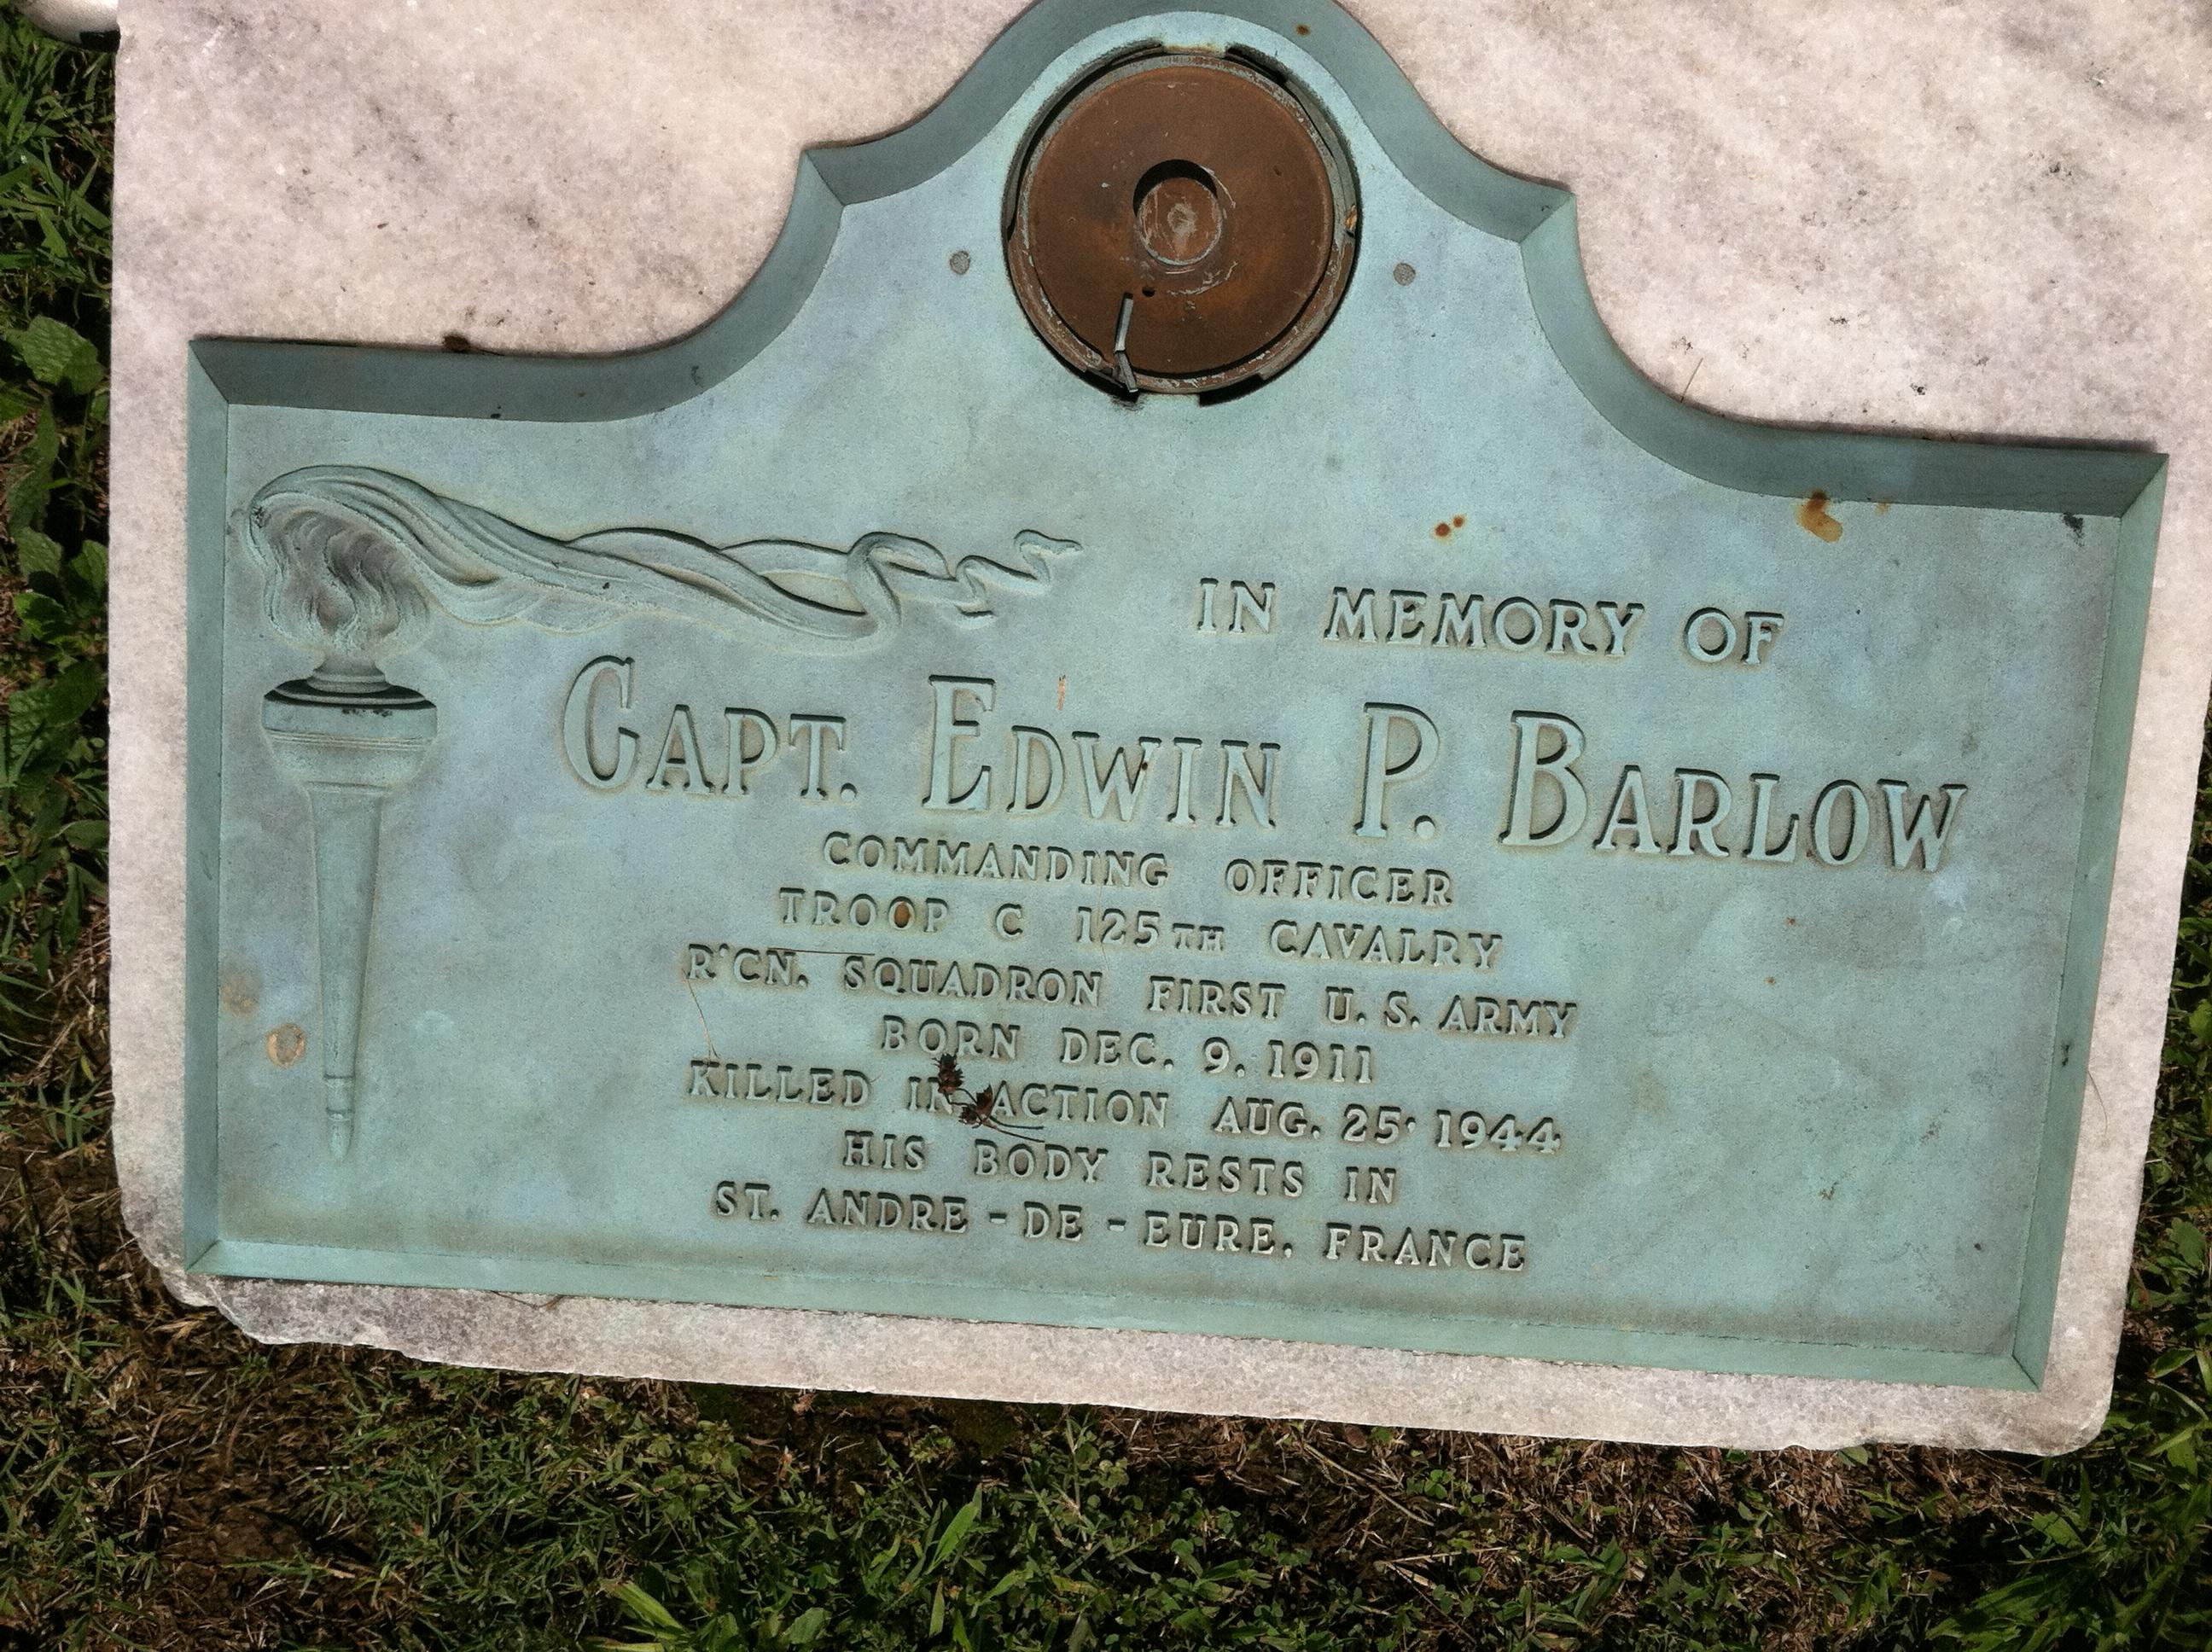 IN MEMORY OF
CAPT. EDWIN P. BARLOW
COMMANDING OFFICER
TROOP C 125TH CAVALRY
R'CN. SQUADRON FIRST U.S. ARMY
BORN DEC. 9. 1911
KILLED IN ACTION AUG. 25. 1944
HIS BODY RESTS IN
ST. ANDRE-DE-EURE. FRANCE